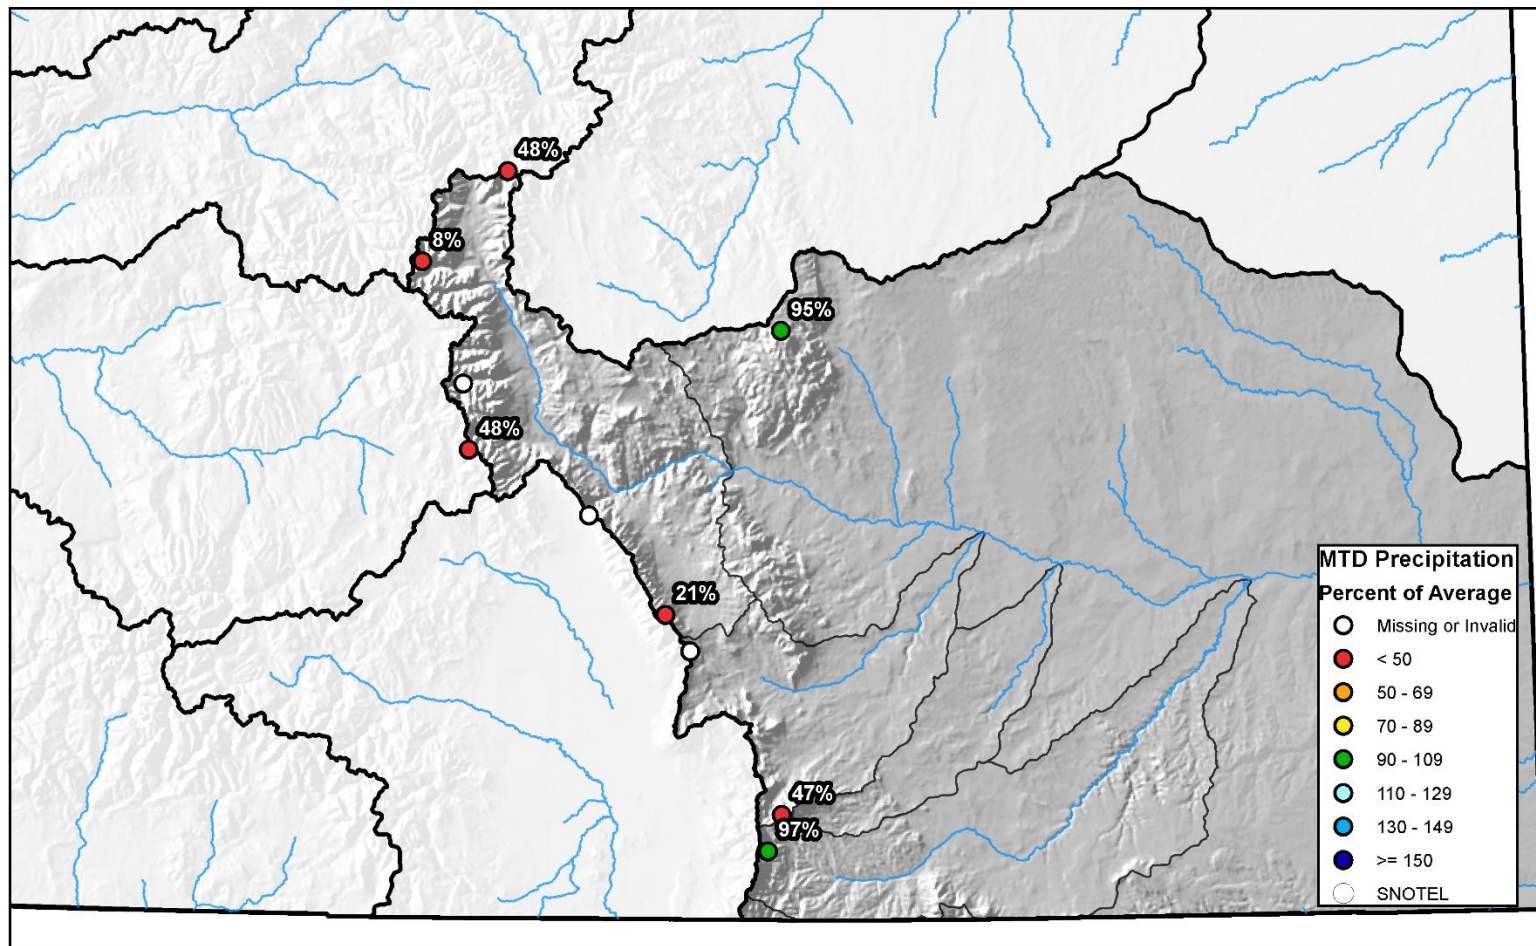 48%
8%
95%
48%
21%
47%
97%
MTD Precipitation
Percent of Average
Missing or Invalid
< 50
50 - 69
70 - 89
90 - 109
110 - 129
130 - 149
>= 150
SNOTEL